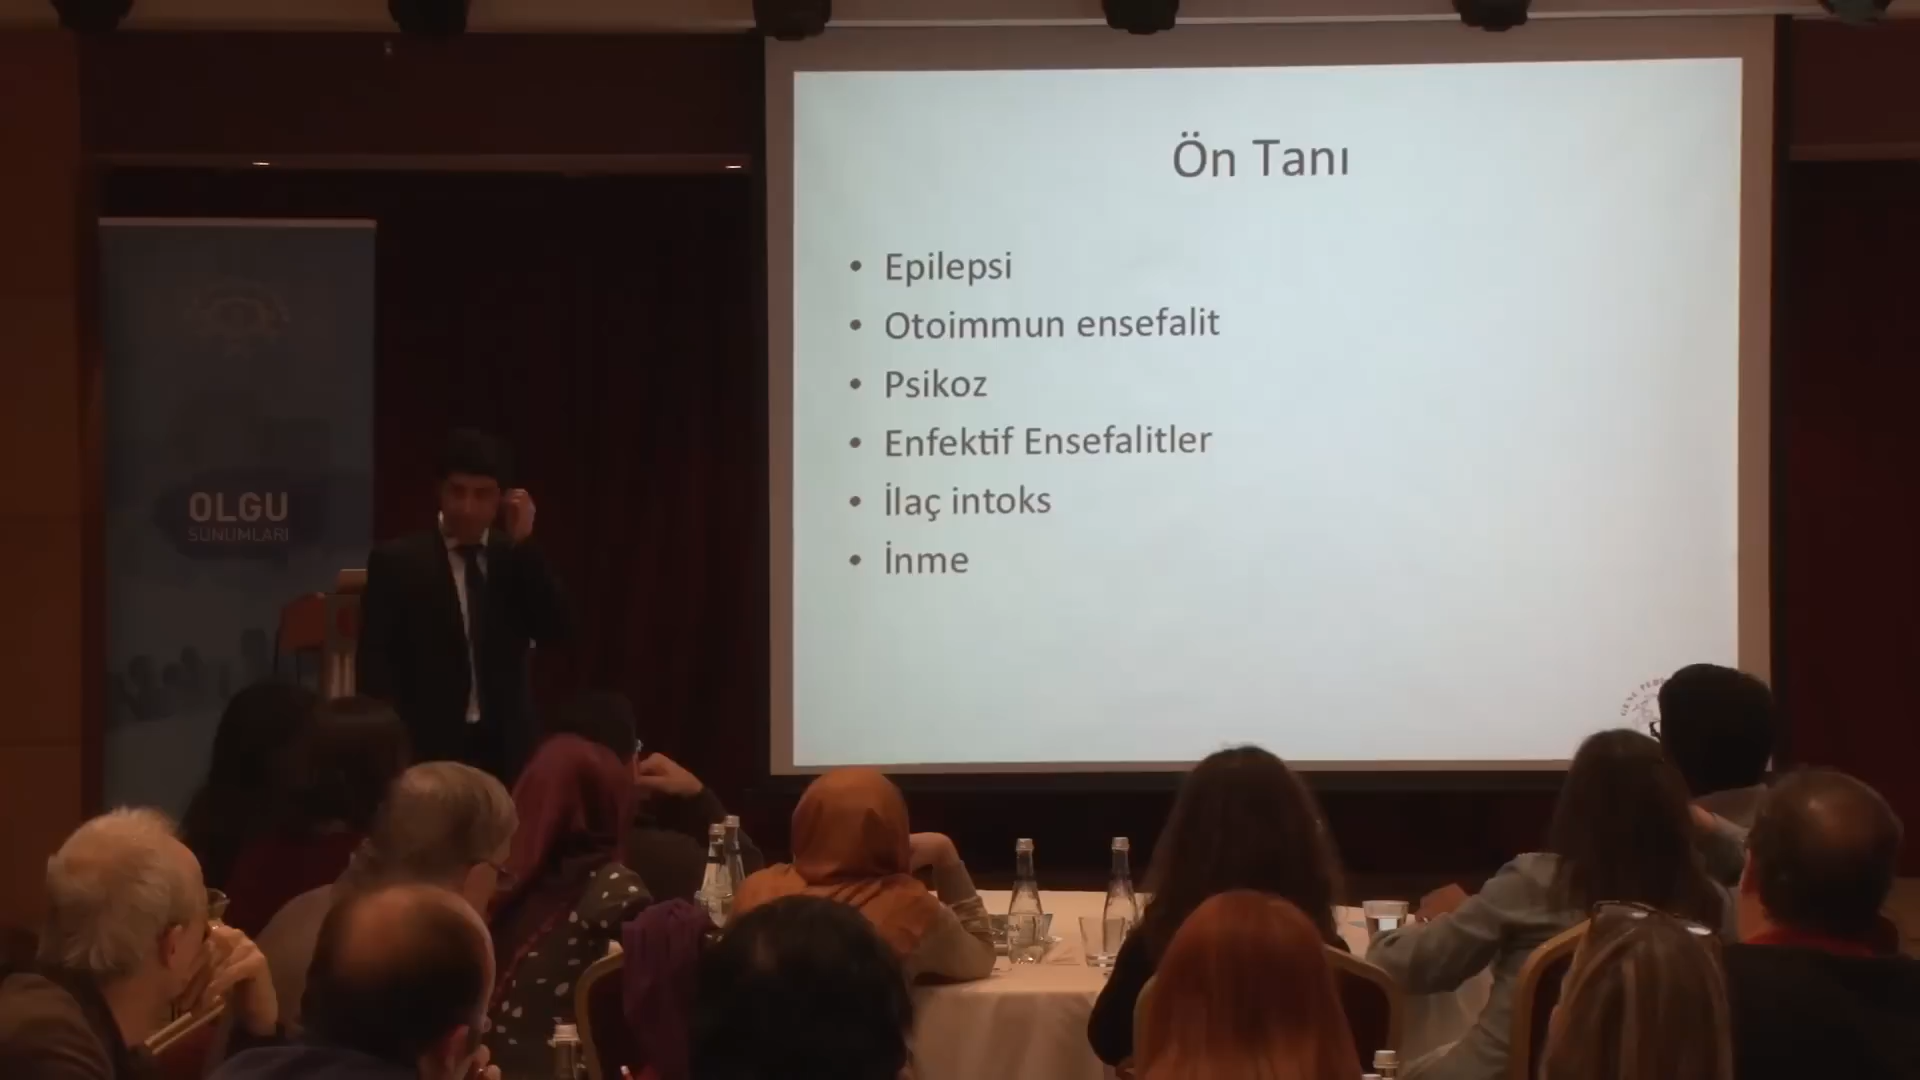 Ön Tanı
• Epilepsi
• Otoimmun ensefalit
• Psikoz
• Enfektif Ensefalitler
• İlaç intoks
• İnme
OLGU
SUNUMLARI